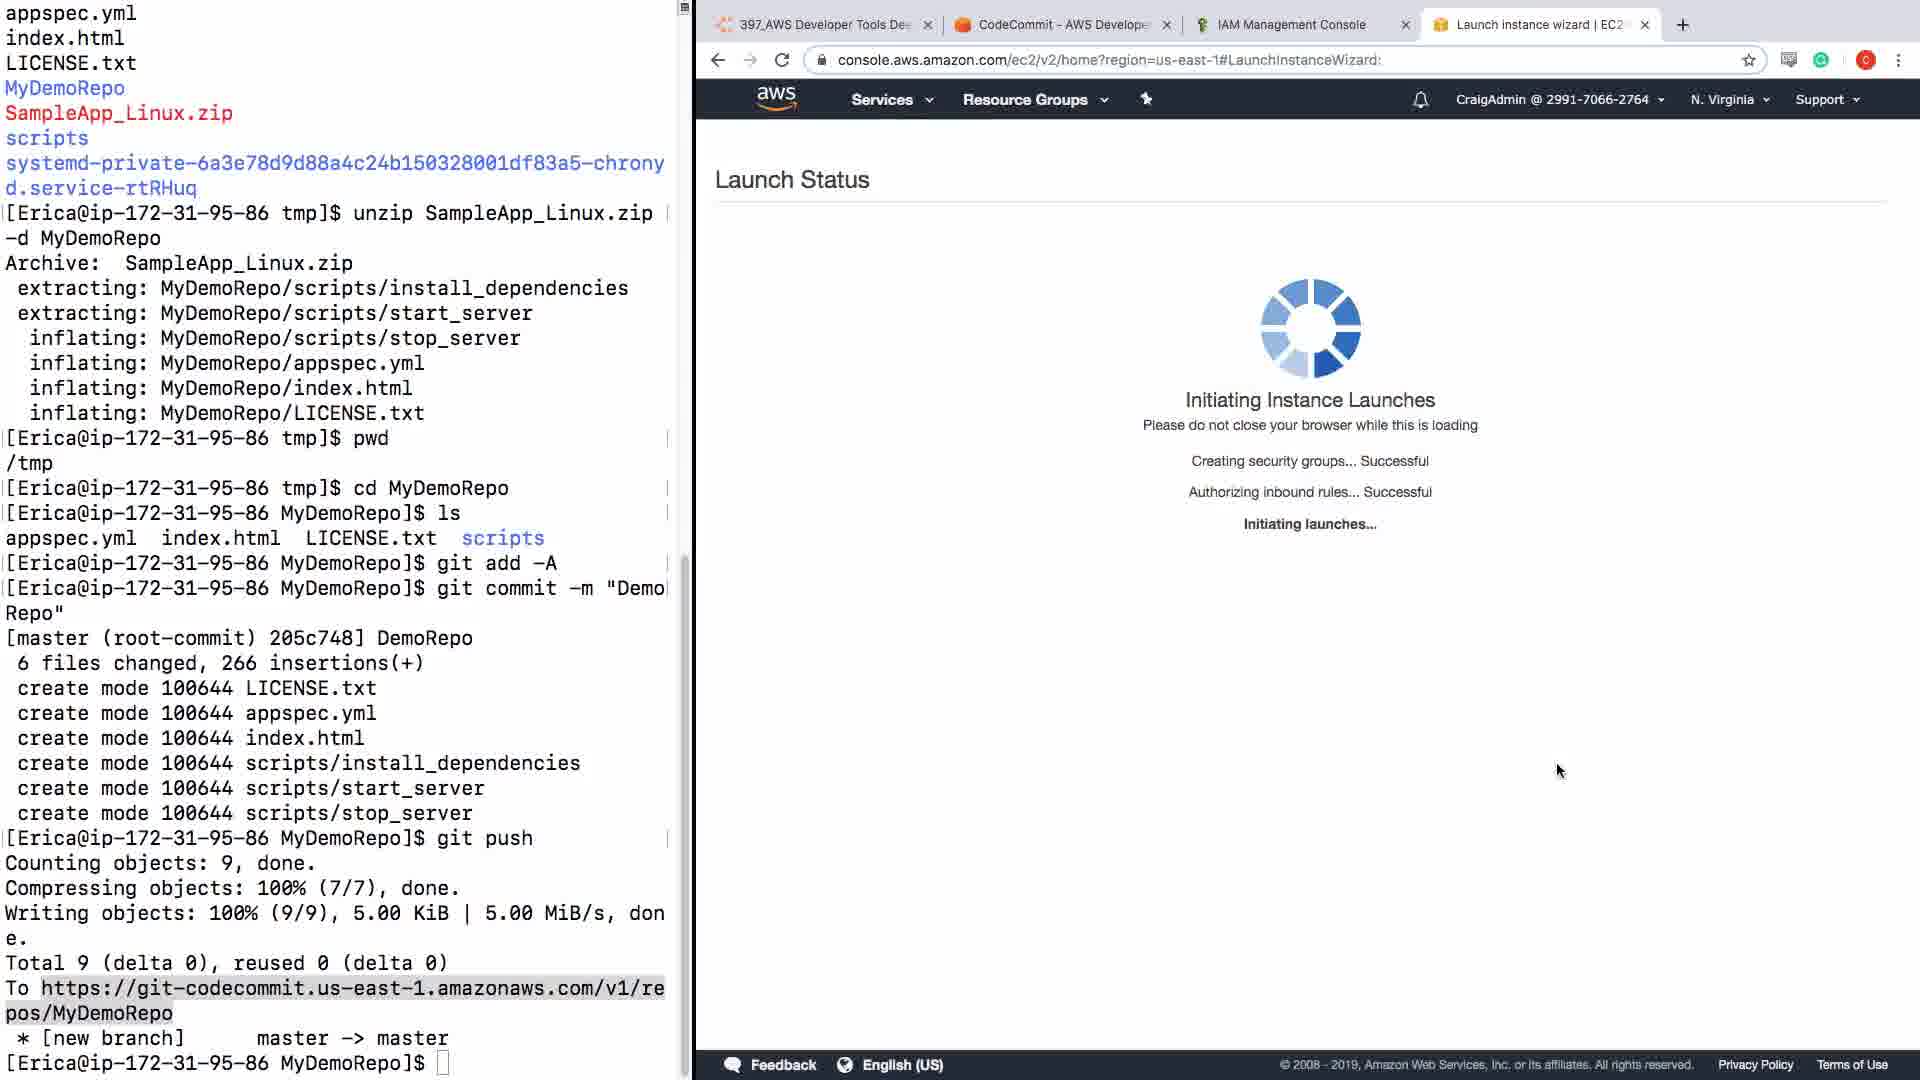 appspec.yml
index.html
LICENSE.txt
MyDemoRepo
SampleApp_Linux.zip
scripts
systemd-private-6a3e78d9d88a4c24b150328001df83a5-chrony
d.service-rtRHuq
[Erica@ip-172-31-95-86 tmp]$ unzip SampleApp_Linux.zip
-d MyDemoRepo
Archive:  SampleApp_Linux.zip
 extracting: MyDemoRepo/scripts/install_dependencies
 extracting: MyDemoRepo/scripts/start_server
  inflating: MyDemoRepo/scripts/stop_server
  inflating: MyDemoRepo/appspec.yml
  inflating: MyDemoRepo/index.html
  inflating: MyDemoRepo/LICENSE.txt
[Erica@ip-172-31-95-86 tmp]$ pwd
/tmp
[Erica@ip-172-31-95-86 tmp]$ cd MyDemoRepo
[Erica@ip-172-31-95-86 MyDemoRepo]$ ls
appspec.yml  index.html  LICENSE.txt  scripts
[Erica@ip-172-31-95-86 MyDemoRepo]$ git add -A
[Erica@ip-172-31-95-86 MyDemoRepo]$ git commit -m "Demo
Repo"
[master (root-commit) 205c748] DemoRepo
 6 files changed, 266 insertions(+)
 create mode 100644 LICENSE.txt
 create mode 100644 appspec.yml
 create mode 100644 index.html
 create mode 100644 scripts/install_dependencies
 create mode 100644 scripts/start_server
 create mode 100644 scripts/stop_server
[Erica@ip-172-31-95-86 MyDemoRepo]$ git push
Counting objects: 9, done.
Compressing objects: 100% (7/7), done.
Writing objects: 100% (9/9), 5.00 KiB | 5.00 MiB/s, don
e.
Total 9 (delta 0), reused 0 (delta 0)
To https://git-codecommit.us-east-1.amazonaws.com/v1/re
pos/MyDemoRepo
 * [new branch]      master -> master
[Erica@ip-172-31-95-86 MyDemoRepo]$
397_AWS Developer Tools Dee
CodeCommit - AWS Develope
IAM Management Console
Launch instance wizard | EC2
console.aws.amazon.com/ec2/v2/home?region=us-east-1#LaunchInstanceWizard:
C
aws
Services
Resource Groups
CraigAdmin @ 2991-7066-2764
N. Virginia
Support
Launch Status
Initiating Instance Launches
Please do not close your browser while this is loading
Creating security groups... Successful
Authorizing inbound rules... Successful
Initiating launches...
Feedback
English (US)
© 2008 - 2019, Amazon Web Services, Inc. or its affiliates. All rights reserved.
Privacy Policy
Terms of Use